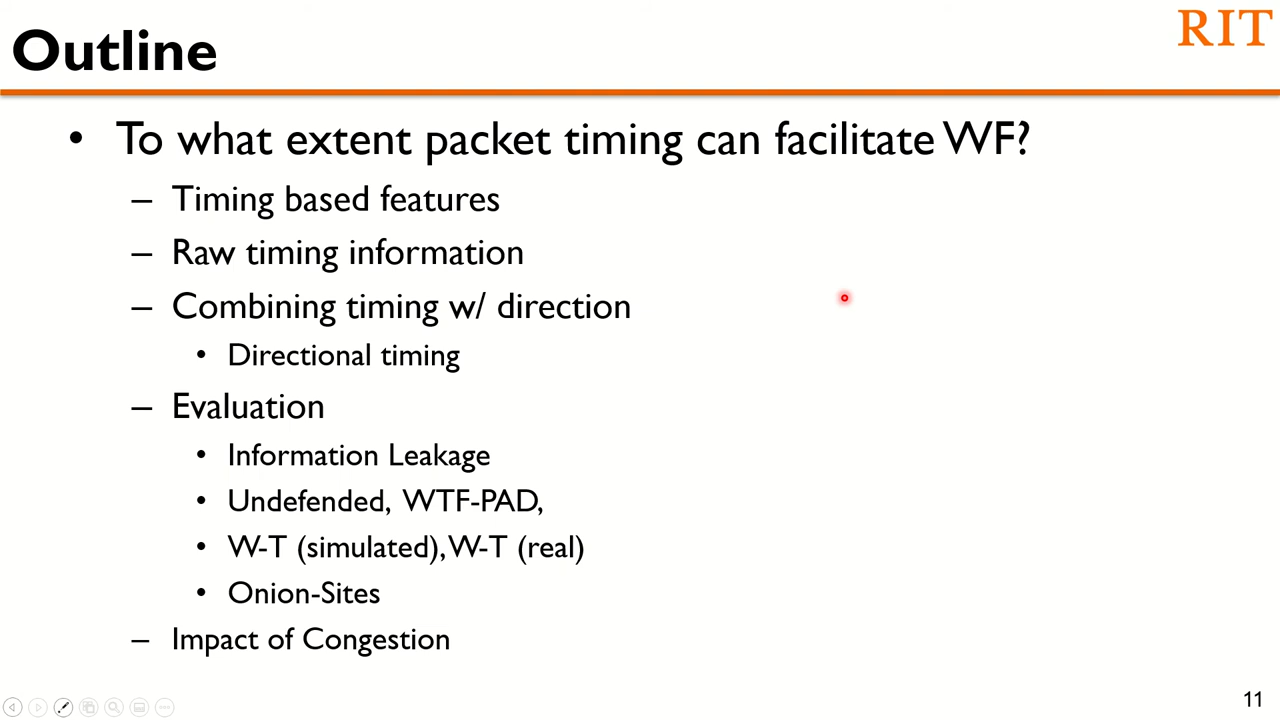 Outline
RIT
• To what extent packet timing can facilitate WF?
– Timing based features
– Raw timing information
– Combining timing w/ direction
• Directional timing
– Evaluation
• Information Leakage
• Undefended, WTF-PAD,
• W-T (simulated), W-T (real)
• Onion-Sites
– Impact of Congestion
11